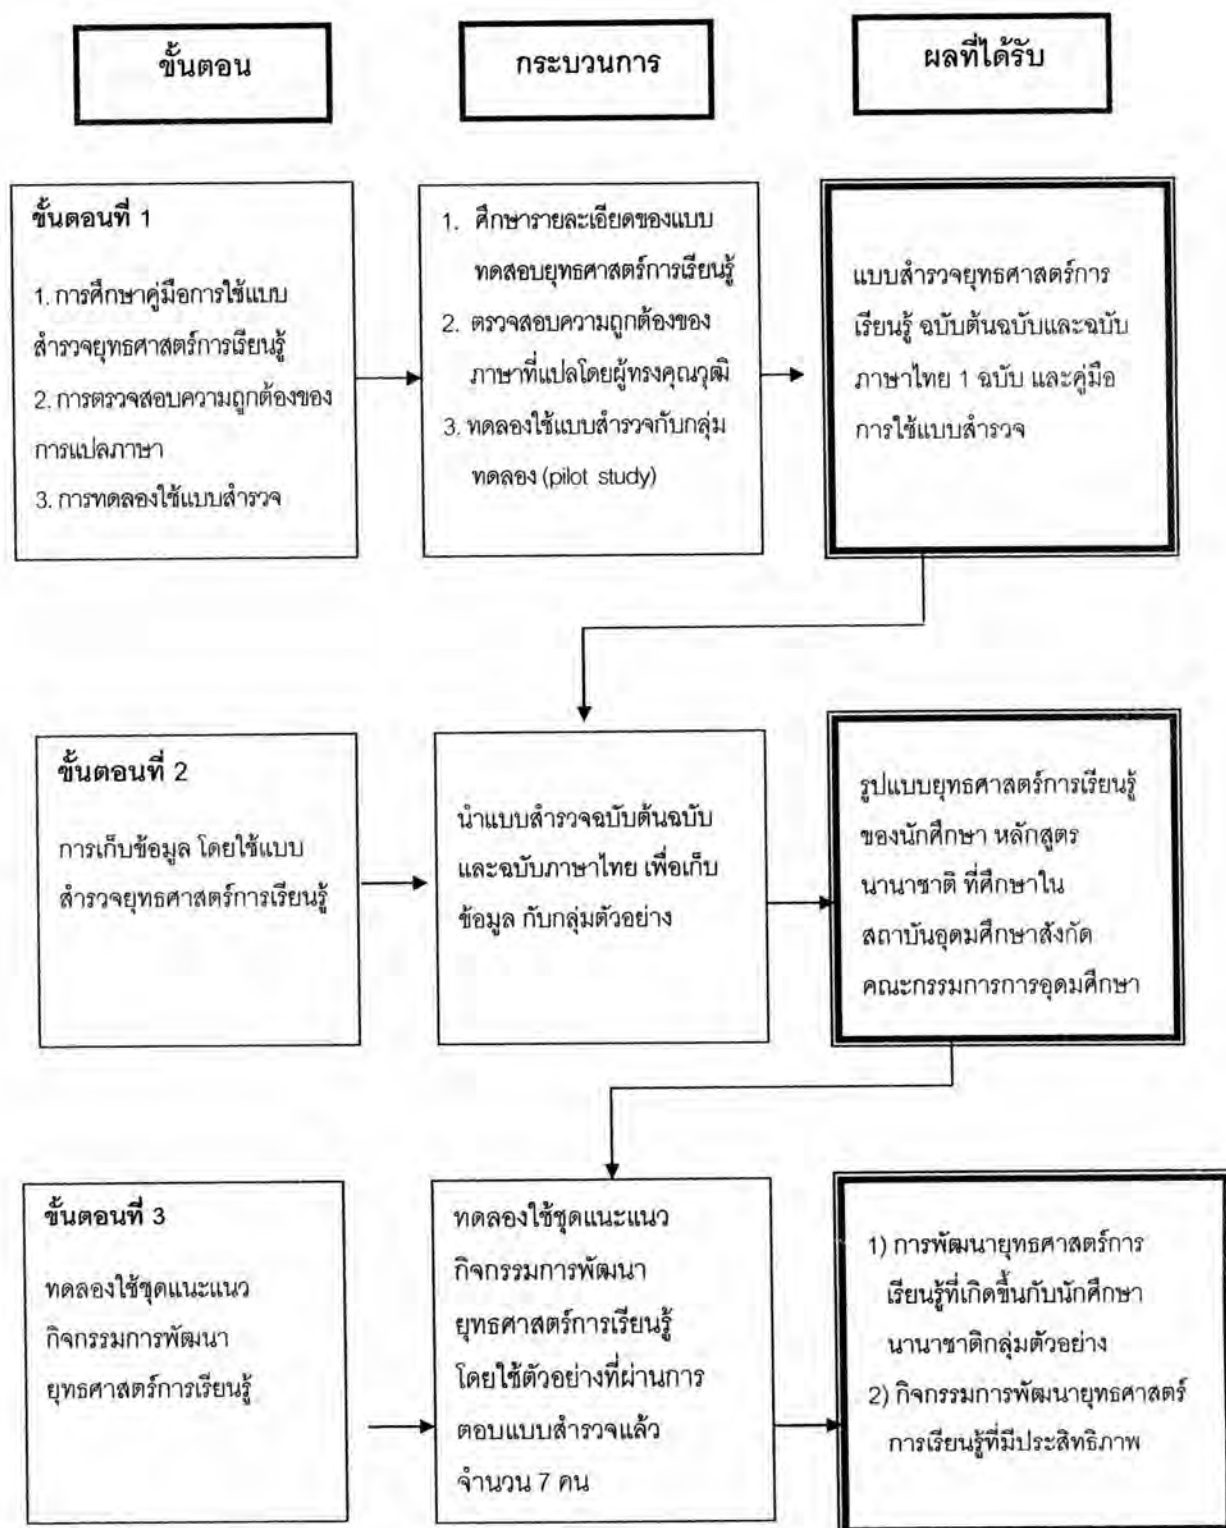 ขั้นตอน
กระบวนการ
ผลที่ได้รับ
ขั้นตอนที่ 1
1. การศึกษาคู่มือการใช้แบบ
สำรวจยุทธศาสตร์การเรียนรู้
2. การตรวจสอบความถูกต้องของ
การแปลภาษา
3. การทดลองใช้แบบสำรวจ
1. ศึกษารายละเอียดของแบบ
ทดสอบยุทธศาสตร์การเรียนรู้
2. ตรวจสอบความถูกต้องของ
ภาษาที่แปลโดยผู้ทรงคุณวุฒิ
3. ทดลองใช้แบบสำรวจกับกลุ่ม
ทดลอง (pilot study)
แบบสำรวจยุทธศาสตร์การ
เรียนรู้ ฉบับต้นฉบับและฉบับ
ภาษาไทย 1 ฉบับ และคู่มือ
การใช้แบบสำรวจ
ขั้นตอนที่ 2
การเก็บข้อมูล โดยใช้แบบ
สำรวจยุทธศาสตร์การเรียนรู้
นำแบบสำรวจฉบับต้นฉบับ
และฉบับภาษาไทย เพื่อเก็บ
ข้อมูล กับกลุ่มตัวอย่าง
รูปแบบยุทธศาสตร์การเรียนรู้
ของนักศึกษา หลักสูตร
นานาชาติ ที่ศึกษาใน
สถาบันอุดมศึกษาสังกัด
คณะกรรมการการอุดมศึกษา
ขั้นตอนที่ 3
ทดลองใช้ชุดแนะแนว
กิจกรรมการพัฒนา
ยุทธศาสตร์การเรียนรู้
ทดลองใช้ชุดแนะแนว
กิจกรรมการพัฒนา
ยุทธศาสตร์การเรียนรู้
โดยใช้ตัวอย่างที่ผ่านการ
ตอบแบบสำรวจแล้ว
จำนวน 7 คน
1) การพัฒนายุทธศาสตร์การ
เรียนรู้ที่เกิดขึ้นกับนักศึกษา
นานาชาติกลุ่มตัวอย่าง
2) กิจกรรมการพัฒนายุทธศาสตร์
การเรียนรู้ที่มีประสิทธิภาพ